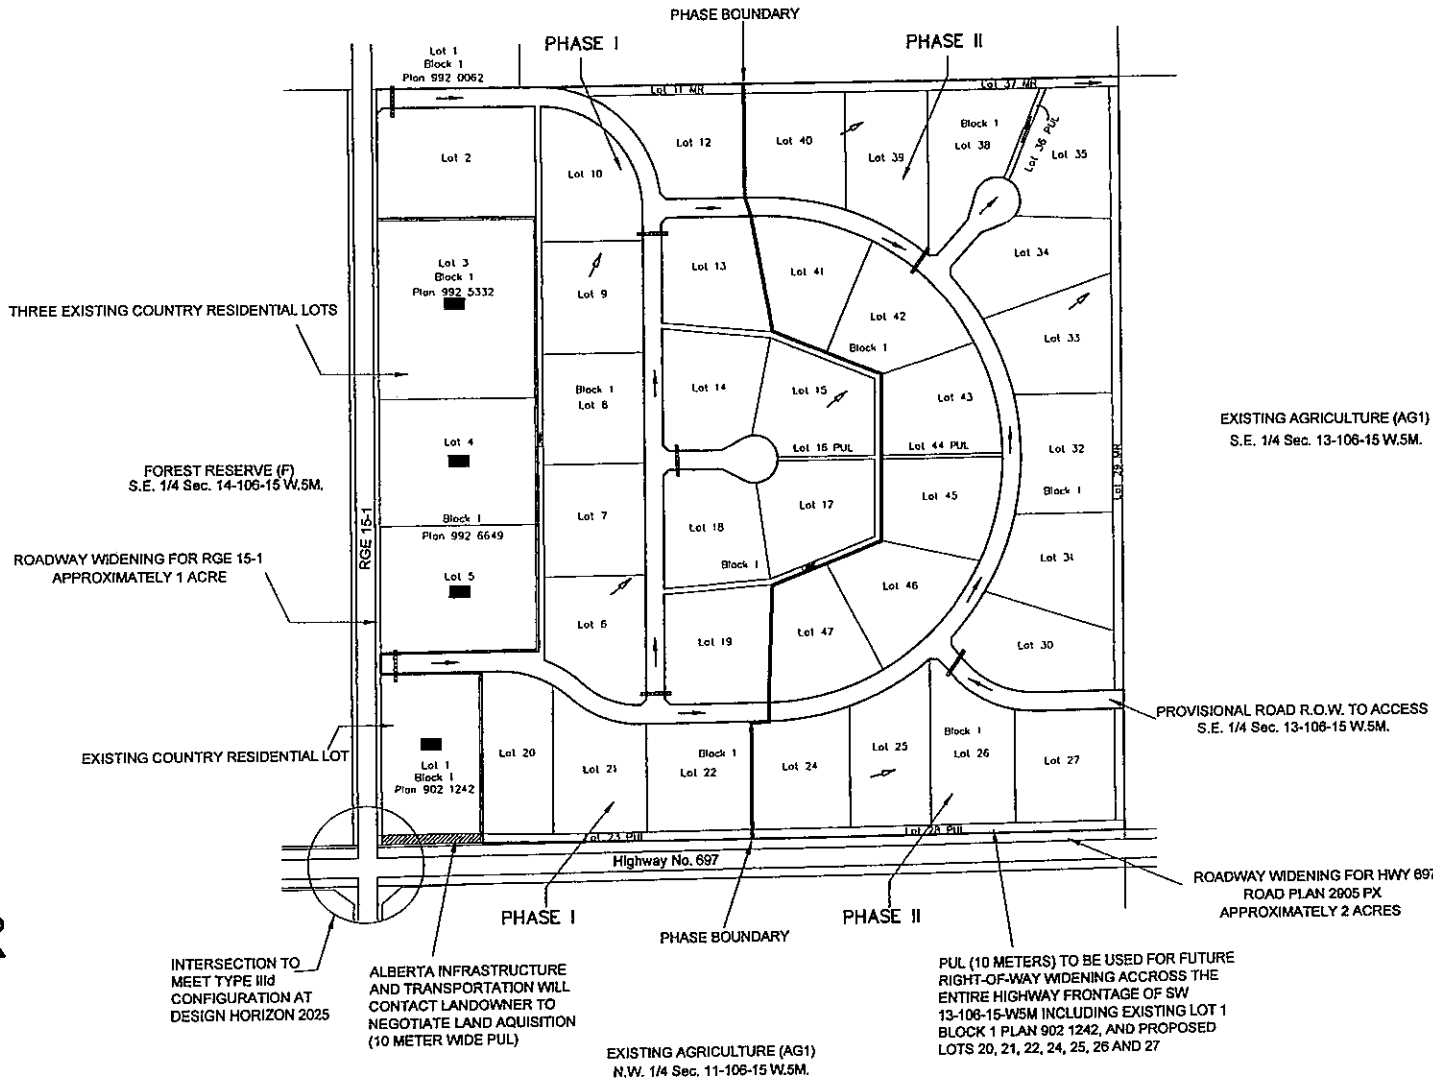 PHASE BOUNDARY
PHASE I
PHASE II
Lot 1
Block 1
Plan 992 0062
Lot 11 MR
Lot 37 MR
Lot 2
Lot 10
Lot 12
Lot 40
Lot 39
Block 1
Lot 38
Lot 36 PUL
Lot 35
Lot 3
Block 1
Plan 992 5332
Lot 9
Lot 13
Lot 41
Lot 42
Block 1
Lot 34
Lot 33
THREE EXISTING COUNTRY RESIDENTIAL LOTS
Block 1
Lot 8
Lot 14
Lot 15
Lot 43
EXISTING AGRICULTURE (AG1)
S.E. 1/4 Sec. 13-106-15 W.5M.
Lot 4
Lot 16 PUL
Lot 44 PUL
Lot 32
Block 1
Lot 29 MR
FOREST RESERVE (F)
S.E. 1/4 Sec. 14-106-15 W.5M.
RGE 15-1
Block 1
Plan 992 6649
Lot 7
Lot 18
Block 1
Lot 17
Lot 45
ROADWAY WIDENING FOR RGE 15-1
APPROXIMATELY 1 ACRE
Lot 5
Lot 6
Lot 19
Lot 47
Lot 46
Lot 31
Lot 30
PROVISIONAL ROAD R.O.W. TO ACCESS
S.E. 1/4 Sec. 13-106-15 W.5M.
EXISTING COUNTRY RESIDENTIAL LOT
Lot 1
Block 1
Plan 902 1242
Lot 20
Lot 21
Block 1
Lot 22
Lot 24
Lot 25
Block 1
Lot 26
Lot 27
Lot 23 PUL
Lot 28 PUL
Highway No. 697
ROADWAY WIDENING FOR HWY 697
ROAD PLAN 2905 PX
APPROXIMATELY 2 ACRES
PHASE I
PHASE BOUNDARY
PHASE II
R
INTERSECTION TO
MEET TYPE IIId
CONFIGURATION AT
DESIGN HORIZON 2025
ALBERTA INFRASTRUCTURE
AND TRANSPORTATION WILL
CONTACT LANDOWNER TO
NEGOTIATE LAND AQUISITION
(10 METER WIDE PUL)
PUL (10 METERS) TO BE USED FOR FUTURE
RIGHT-OF-WAY WIDENING ACCROSS THE
ENTIRE HIGHWAY FRONTAGE OF SW
13-106-15-W5M INCLUDING EXISTING LOT 1
BLOCK 1 PLAN 902 1242, AND PROPOSED
LOTS 20, 21, 22, 24, 25, 26 AND 27
EXISTING AGRICULTURE (AG1)
N.W. 1/4 Sec. 11-106-15 W.5M.